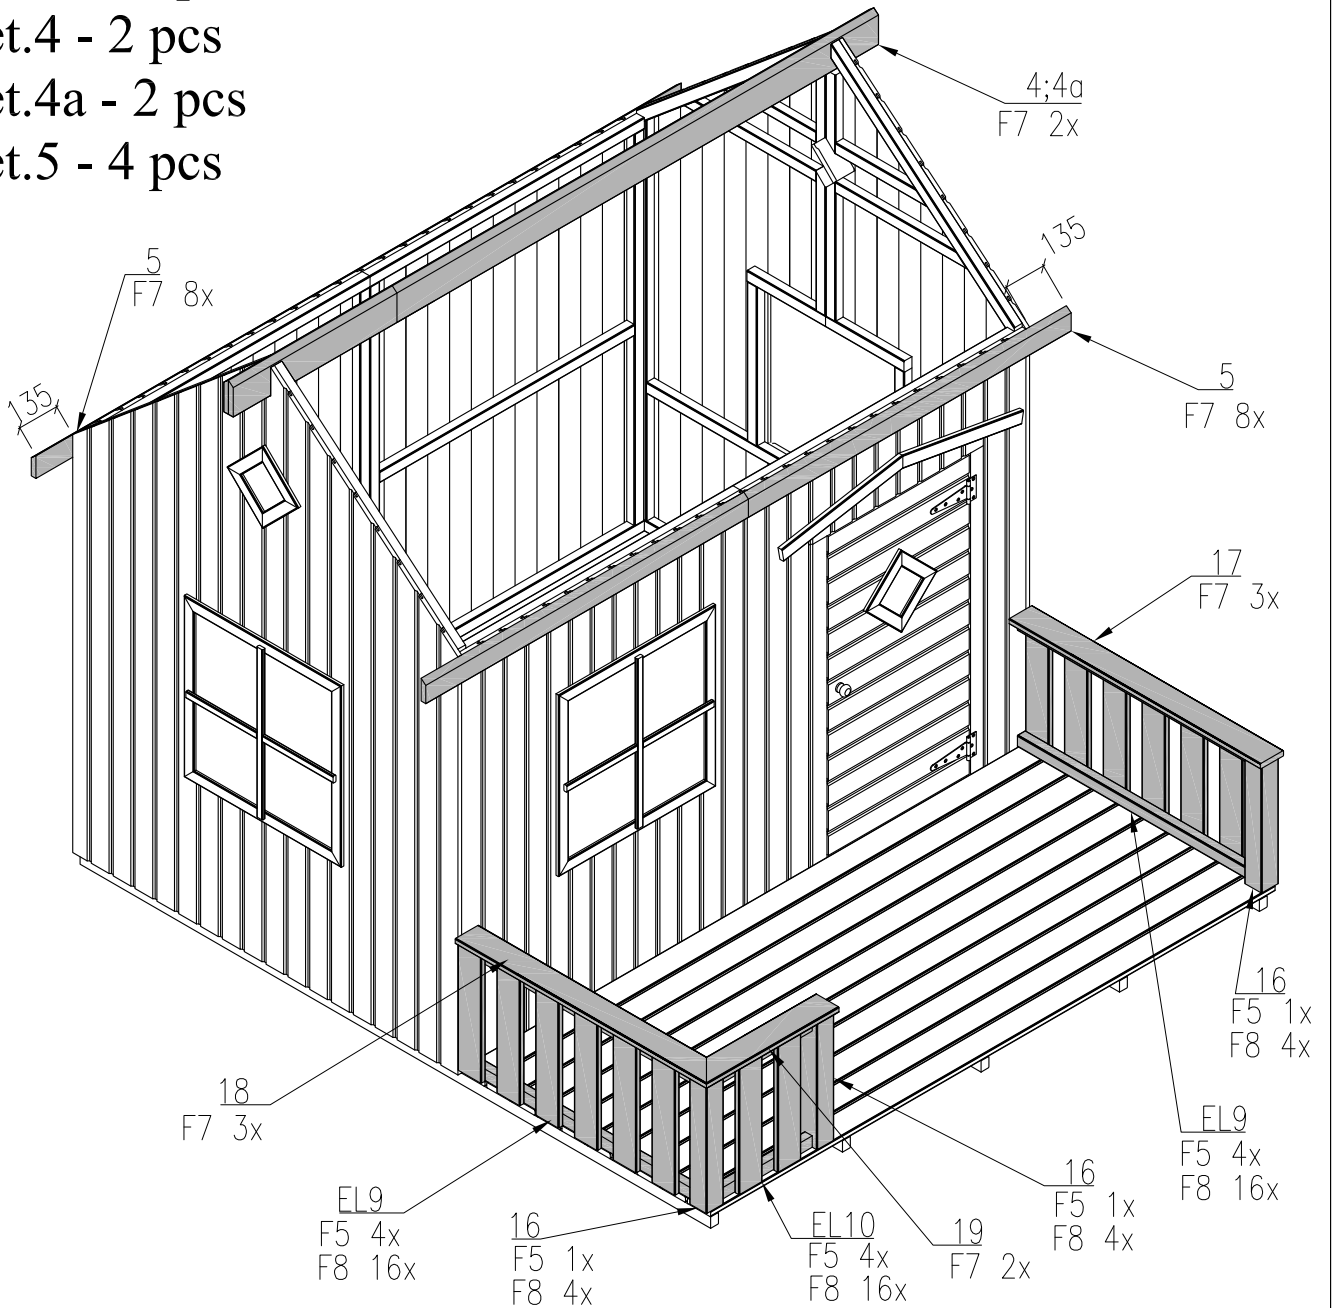 et.4 - 2 pcs
et.4a - 2 pcs
et.5 - 4 pcs
4;4a
F7 2x
135
5
F7 8x
135
5
F7 8x
17
F7 3x
16
F5 1x
F8 4x
EL9
F5 4x
F8 16x
18
F7 3x
EL9
F5 4x
F8 16x
16
F5 1x
F8 4x
EL10
F5 4x
F8 16x
19
F7 2x
16
F5 1x
F8 4x